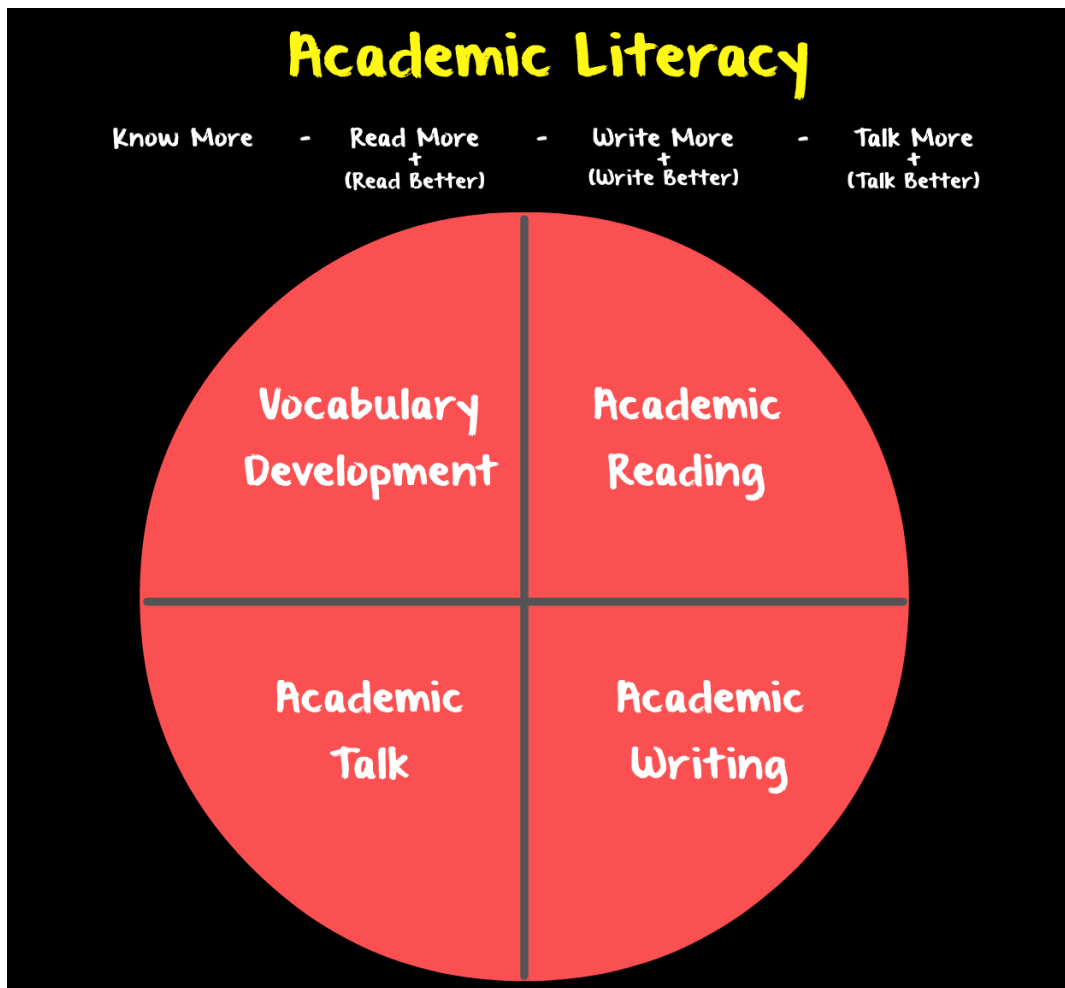 Academic Literacy
Know More - Read More - Write More - Talk More
+ + +
(Read Better) (Write Better) (Talk Better)
Vocabulary
Development
Academic
Reading
Academic
Talk
Academic
Writing